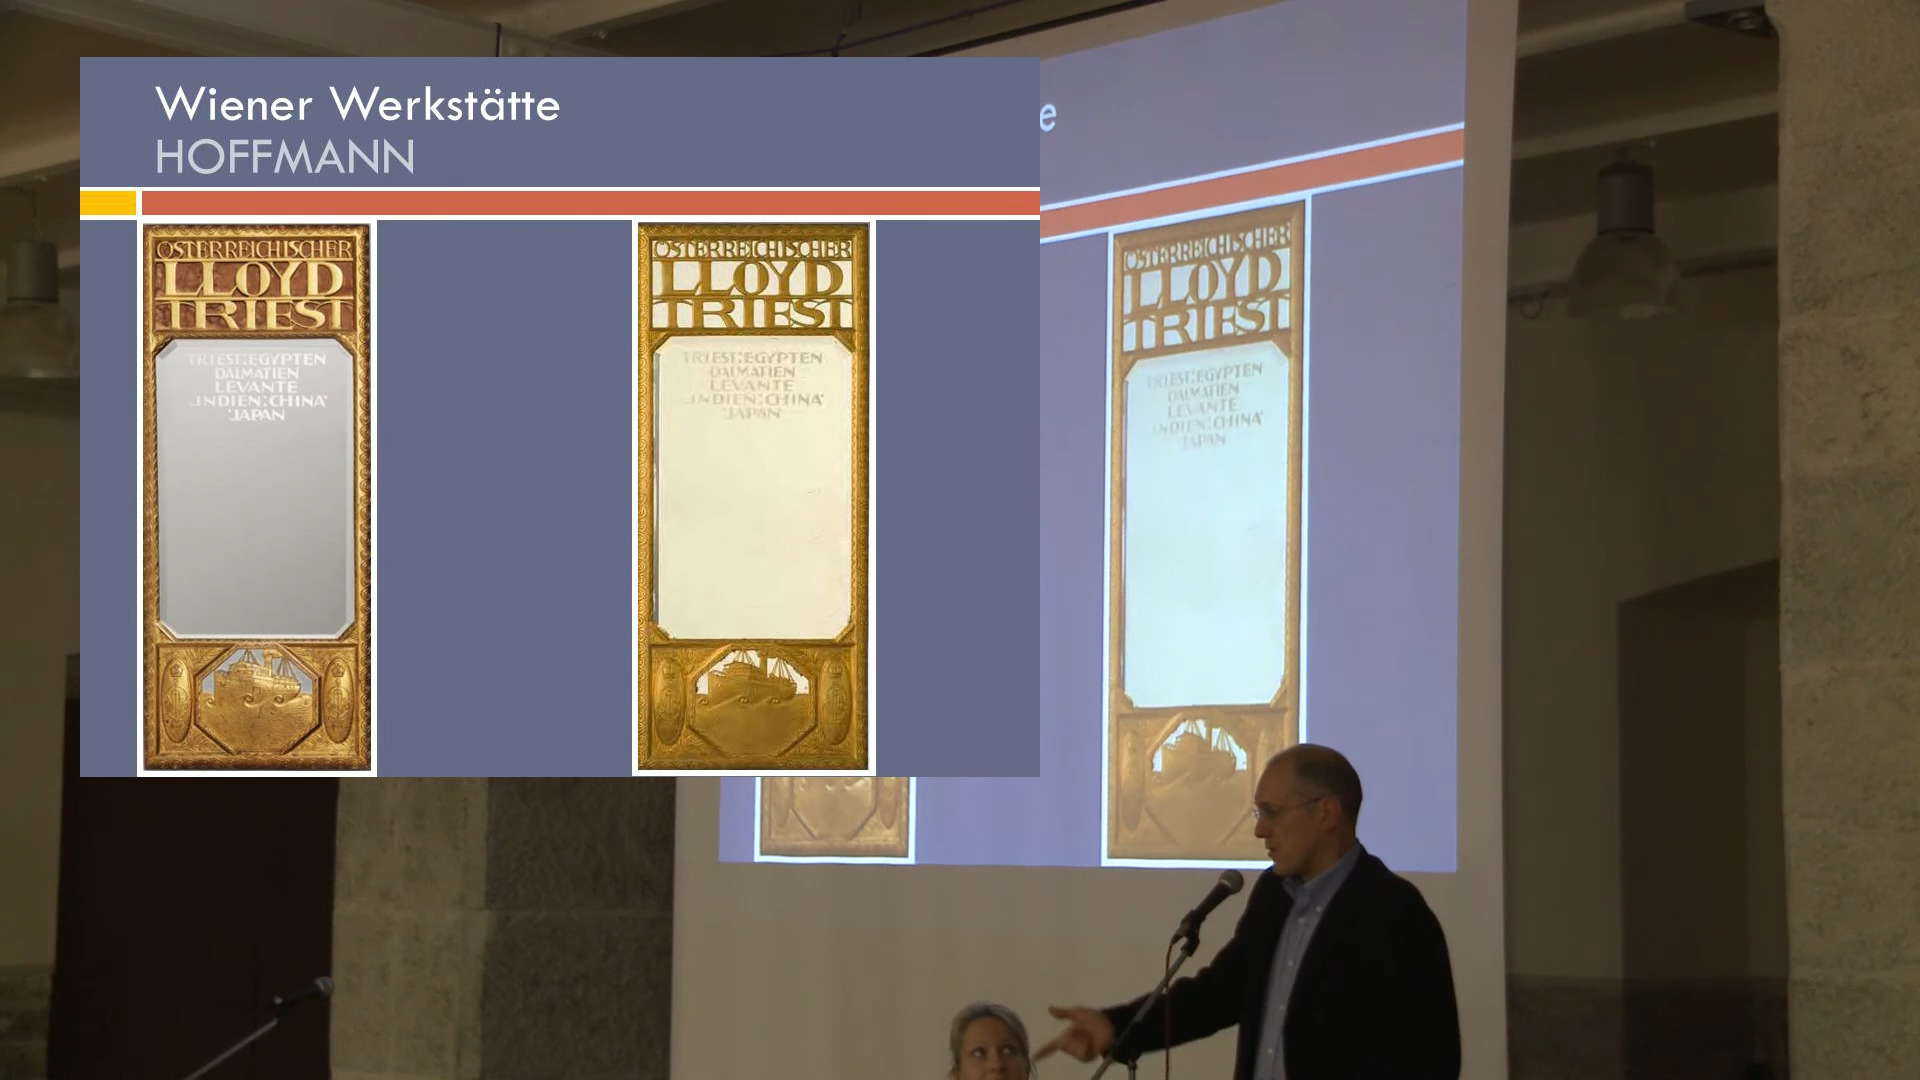 Wiener Werkstätte
HOFFMANN
ÖSTERREICHISCHER
LLOYD
TRIEST
TRIEST:EGYPTEN
DALMATIEN
LEVANTE
INDIEN:CHINA
JAPAN
ÖSTERREICHISCHER
LLOYD
TRIEST
TRIEST:EGYPTEN
DALMATIEN
LEVANTE
INDIEN:CHINA
JAPAN
e
ÖSTERREICHISCHER
LLOYD
TRIEST
TRIEST:EGYPTEN
DALMATIEN
LEVANTE
INDIEN:CHINA
JAPAN